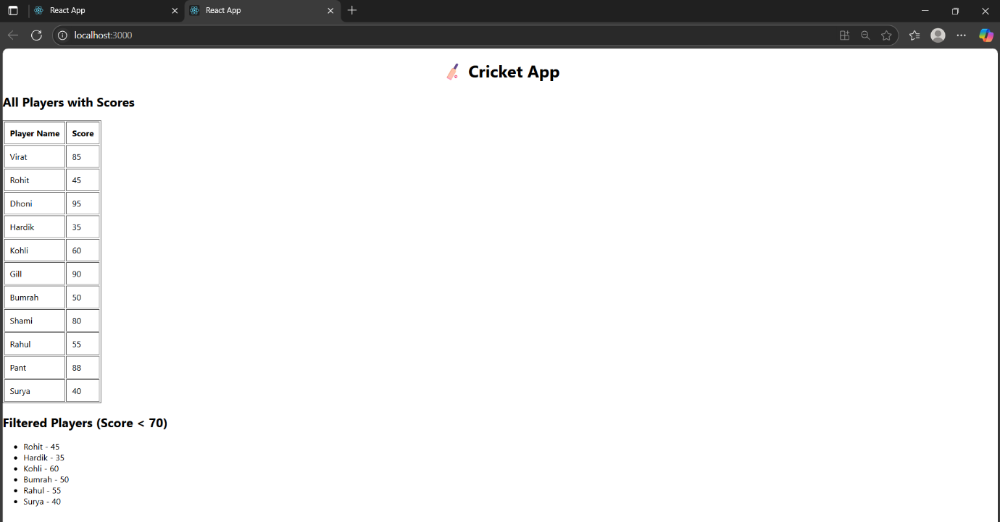 React App
React App
localhost:3000
Cricket App
All Players with Scores
Player Name Score
Virat 85
Rohit 45
Dhoni 95
Hardik 35
Kohli 60
Gill 90
Bumrah 50
Shami 80
Rahul 55
Pant 88
Surya 40
Filtered Players (Score < 70)
Rohit - 45
Hardik - 35
Kohli - 60
Bumrah - 50
Rahul - 55
Surya - 40